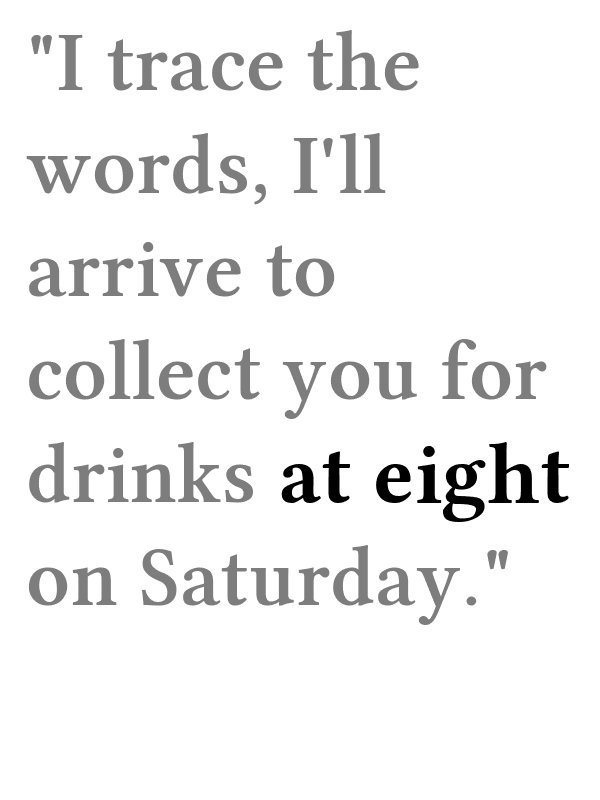 "I trace the
words, I'll
arrive to
collect you for
drinks at eight
on Saturday."